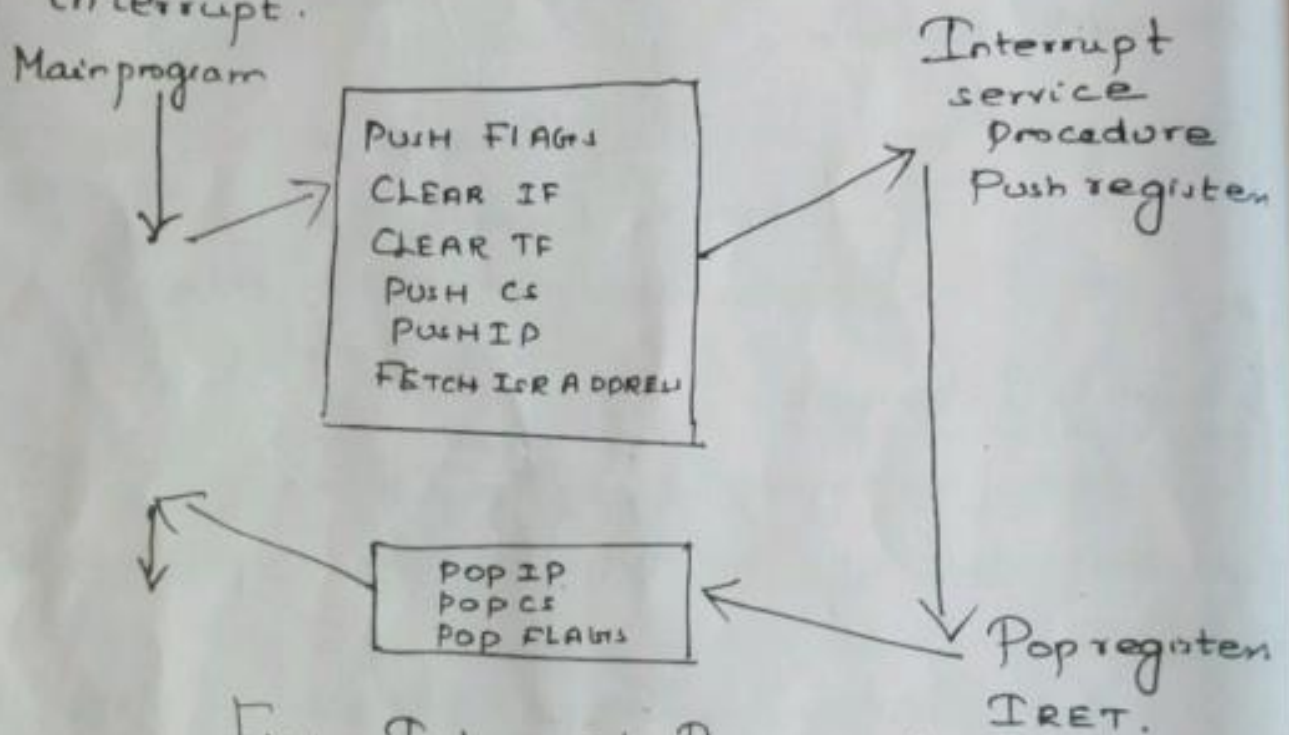 interrupt.
Main program
PUSH FLAGS
CLEAR IF
CLEAR TF
PUSH CS
PUSH IP
FETCH ISR ADDRESS
Interrupt
service
Procedure
Push registers
POP IP
POP CS
POP FLAGS
Pop registers
IRET.